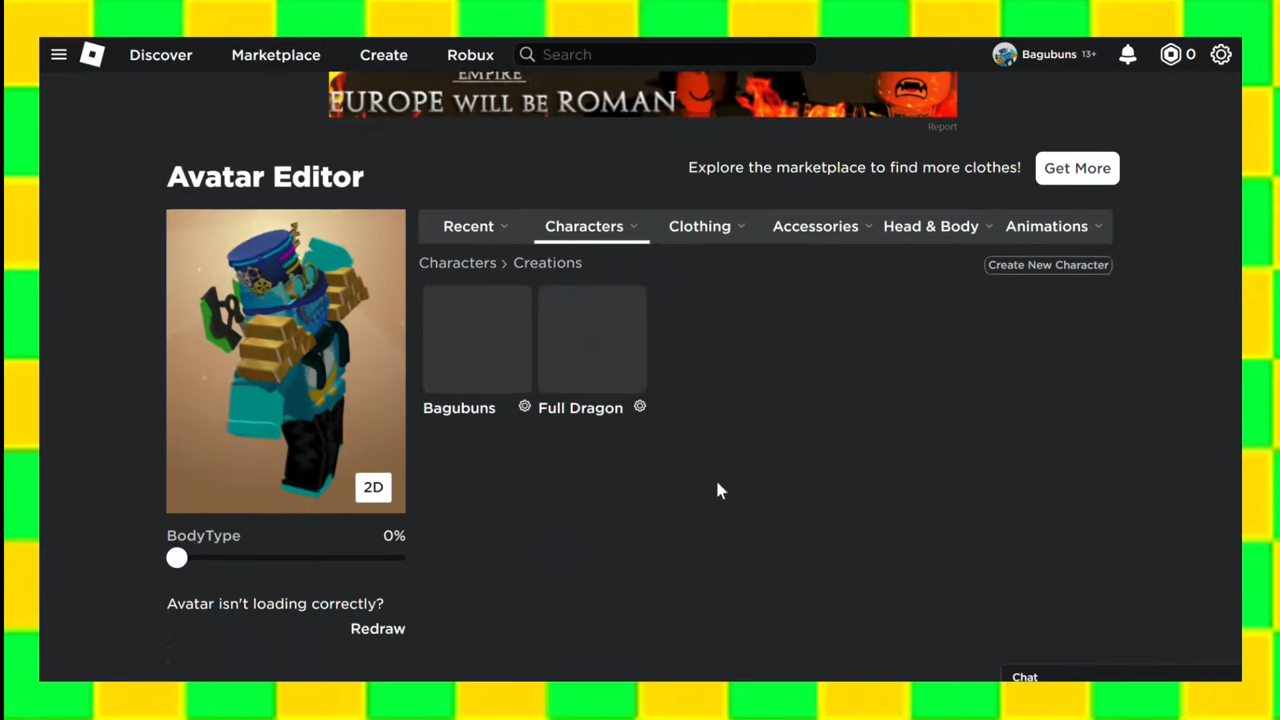 Discover Marketplace Create Robux Search Bagubuns 13+ 0
EMPIRE
EUROPE WILL BE ROMAN
Report
Avatar Editor
Explore the marketplace to find more clothes! Get More
Recent Characters Clothing Accessories Head & Body Animations
Characters > Creations
Create New Character
Bagubuns Full Dragon
2D
BodyType 0%
Avatar isn't loading correctly?
Redraw
Chat